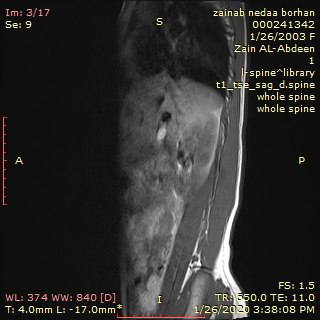 Im: 3/17
Se: 9
zainab nedaa borhan
000241342
1/26/2003 F
Zain AL-Abdeen
1
l-spine^library
t1_tse_sag_d.spine
whole spine
whole spine
S
A
P
I
WL: 374 WW: 840 [D]
T: 4.0mm L: -17.0mm*
FS: 1.5
TR: 550.0 TE: 11.0
1/26/2020 3:38:08 PM